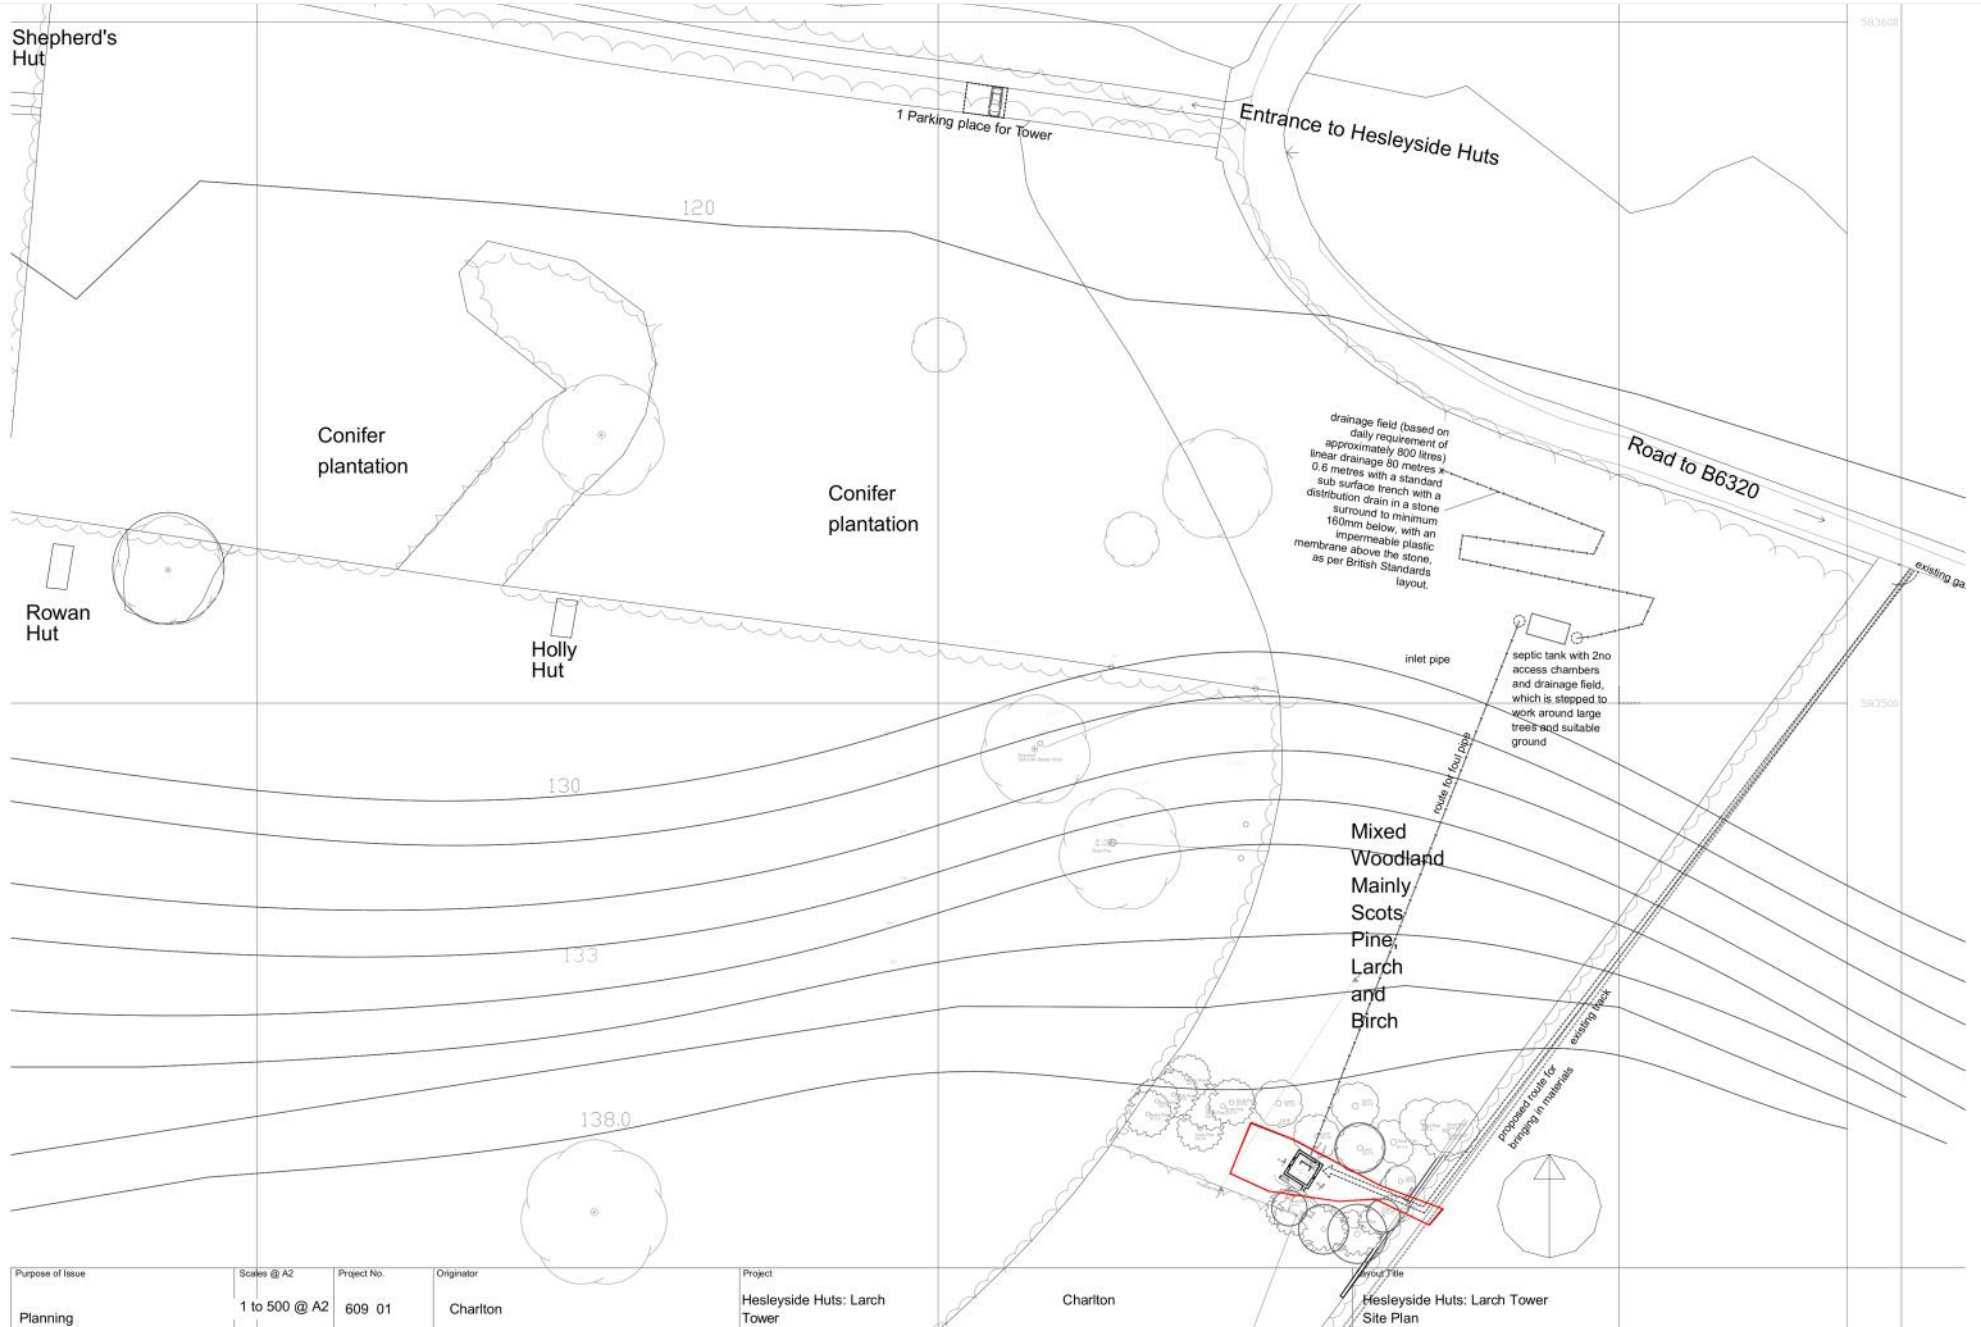 Shepherd's
Hut
583600
1 Parking place for Tower
Entrance to Hesleyside Huts
120
Conifer
plantation
Conifer
plantation
drainage field (based on
daily requirement of
approximately 800 litres)
linear drainage 80 metres x
0.6 metres with a standard
sub surface trench with a
distribution drain in a stone
surround to minimum
160mm below, with an
impermeable plastic
membrane above the stone,
as per British Standards
layout.
Road to B6320
existing ga
Rowan
Hut
Holly
Hut
inlet pipe
septic tank with 2no
access chambers
and drainage field,
which is stepped to
work around large
trees and suitable
ground
583500
route for foul pipe
130
Mixed
Woodland
Mainly
Scots
Pine,
Larch
and
Birch
133
existing track
proposed route for
bringing in materials
138.0
1
Purpose of Issue
Planning
Scales @ A2
1 to 500 @ A2
Project No.
609 01
Originator
Charlton
Project
Hesleyside Huts: Larch
Tower
Charlton
Layout Title
Hesleyside Huts: Larch Tower
Site Plan